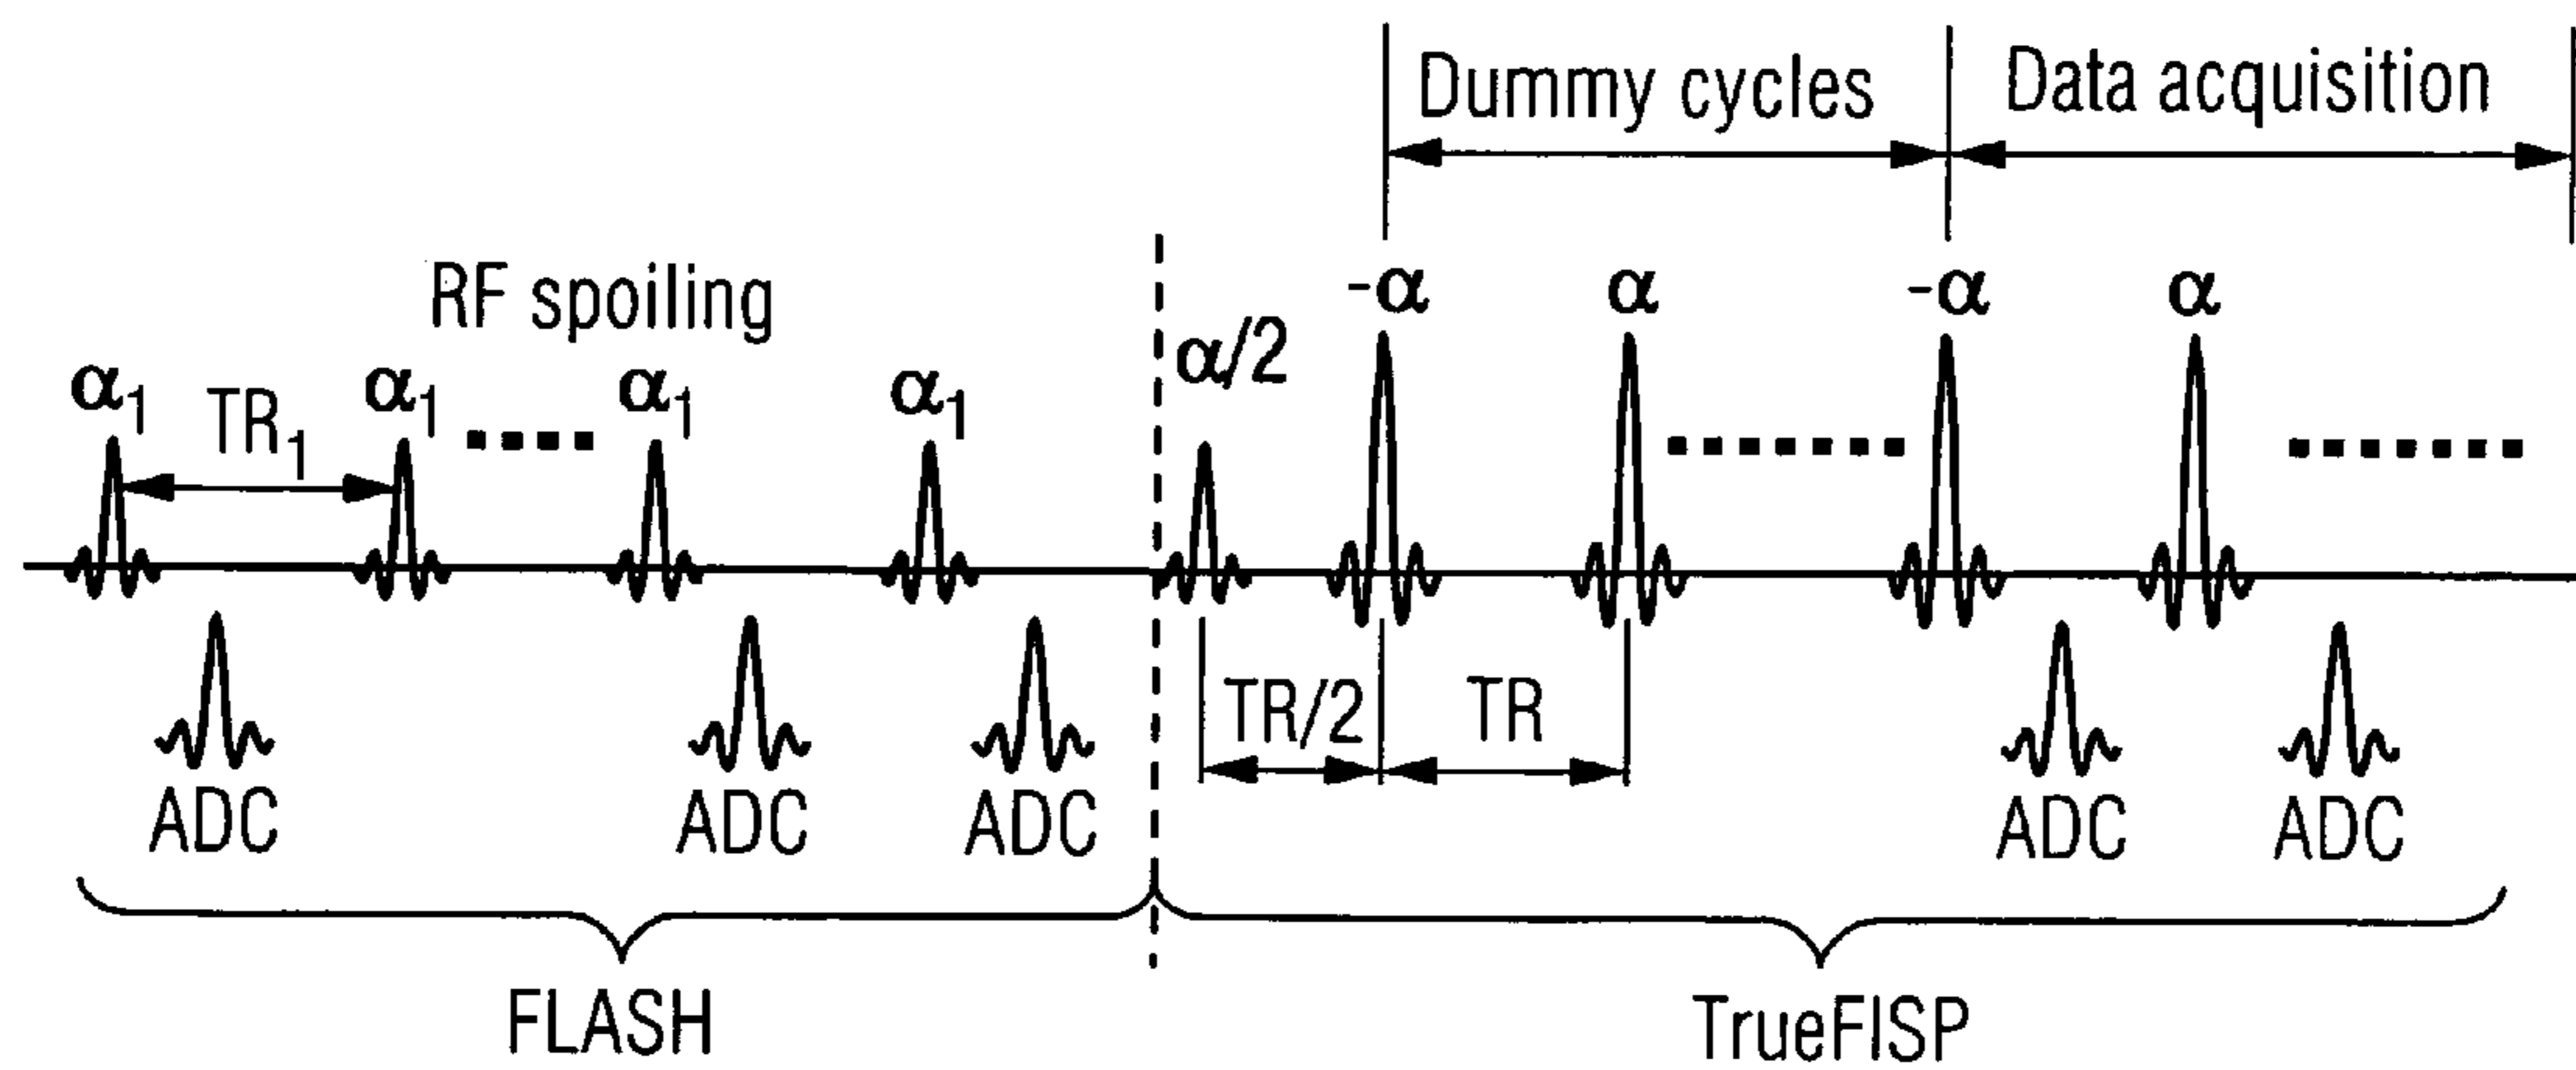 Dummy cycles
Data acquisition
RF spoiling
α₁
TR₁
α₁
α₁
α₁
α/2
-α
α
-α
α
TR/2
TR
ADC
ADC
ADC
ADC
ADC
FLASH
TrueFISP